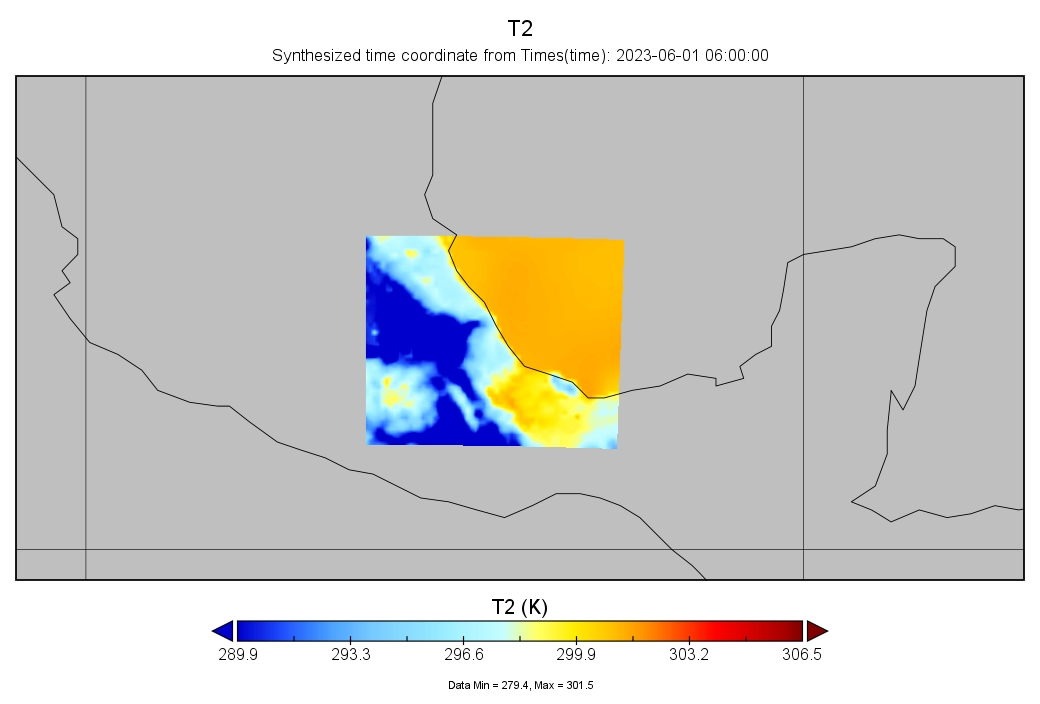 T2
Synthesized time coordinate from Times(time): 2023-06-01 06:00:00
T2 (K)
289.9 293.3 296.6 299.9 303.2 306.5
Data Min = 279.4, Max = 301.5